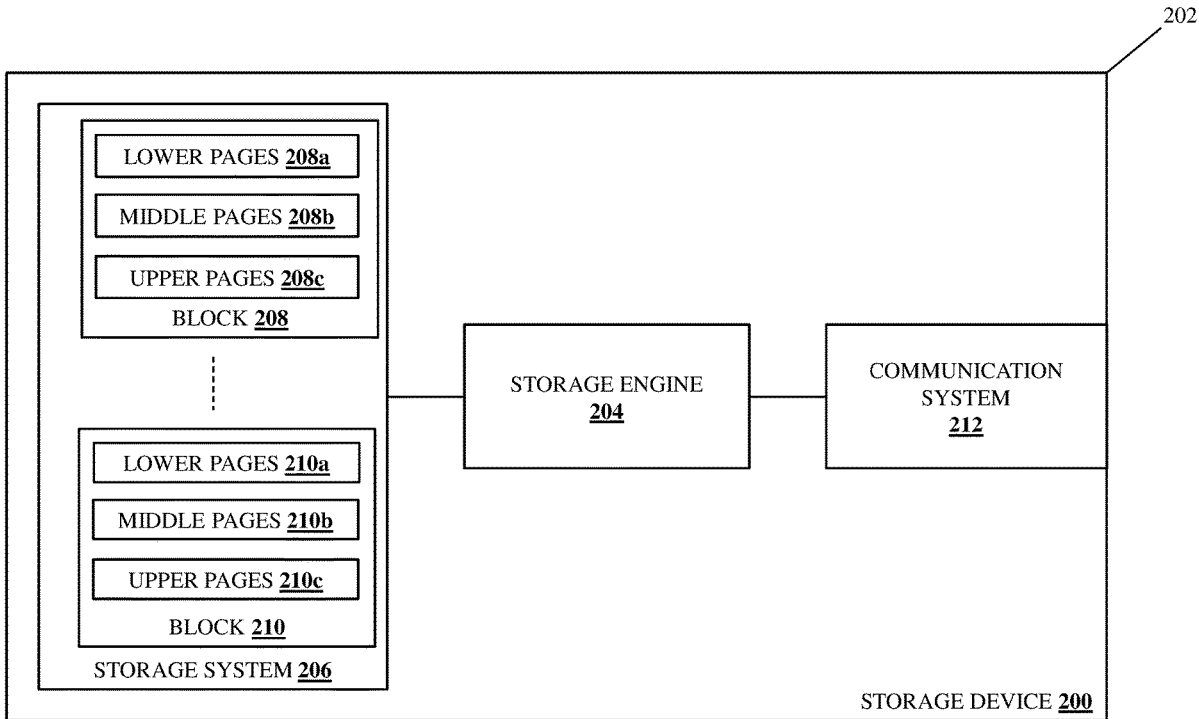 202
LOWER PAGES 208a
MIDDLE PAGES 208b
UPPER PAGES 208c
BLOCK 208
LOWER PAGES 210a
MIDDLE PAGES 210b
UPPER PAGES 210c
BLOCK 210
STORAGE SYSTEM 206
STORAGE ENGINE
204
COMMUNICATION
SYSTEM
212
STORAGE DEVICE 200